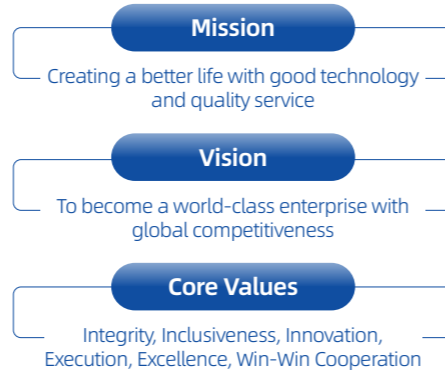 Mission
Creating a better life with good technology
and quality service
Vision
To become a world-class enterprise with
global competitiveness
Core Values
Integrity, Inclusiveness, Innovation,
Execution, Excellence, Win-Win Cooperation